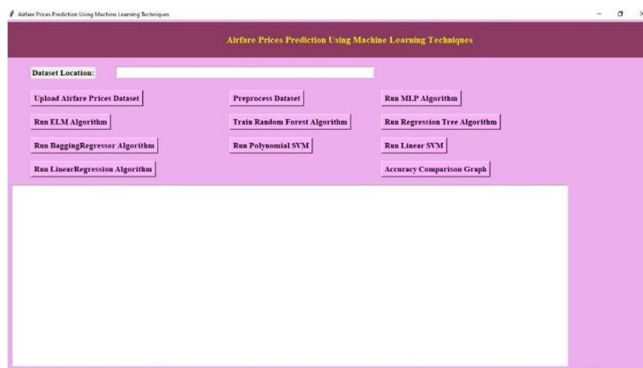 Airfare Prices Prediction Using Machine Learning Techniques
Airfare Prices Prediction Using Machine Learning Techniques
Dataset Location:
Upload Airfare Prices Dataset Preprocess Dataset Run MLP Algorithm
Run ELM Algorithm Train Random Forest Algorithm Run Regression Tree Algorithm
Run BaggingRegressor Algorithm Run Polynomial SVM Run Linear SVM
Run LinearRegression Algorithm Accuracy Comparison Graph